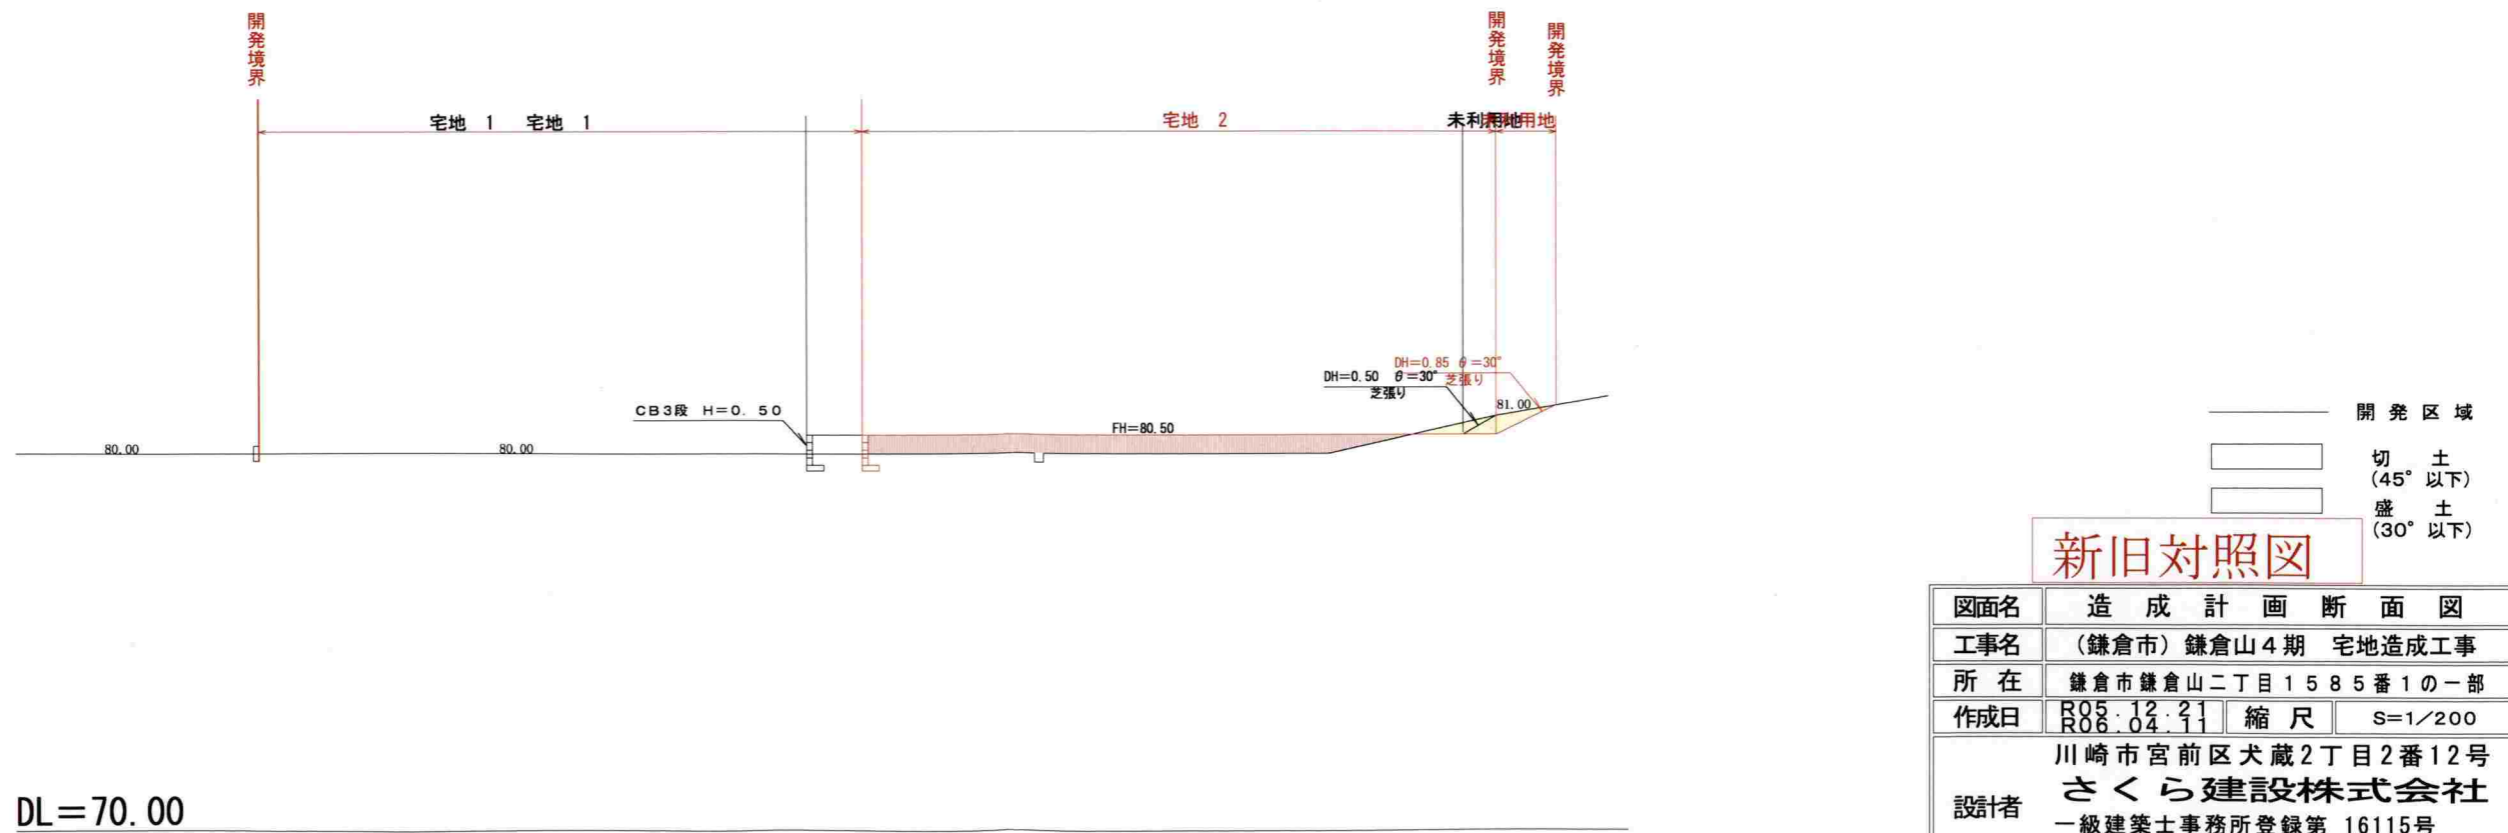 開発境界
開発境界
開発境界
宅地 1 宅地 1
宅地 2
未利用地
用地
DH=0.85 θ=30°
芝張り
DH=0.50 θ=30°
芝張り
81.00
CB3段 H=0.50
FH=80.50
80.00
80.00
開発区域
切土
(45°以下)
盛土
(30°以下)
新旧対照図
図面名 造成計画断面図
工事名 (鎌倉市)鎌倉山4期 宅地造成工事
所在 鎌倉市鎌倉山二丁目1585番1の一部
作成日 R05.12.21
R06.04.11
縮尺 S=1/200
設計者 川崎市宮前区犬蔵2丁目2番12号
さくら建設株式会社
一級建築士事務所登録第 16115号
DL=70.00